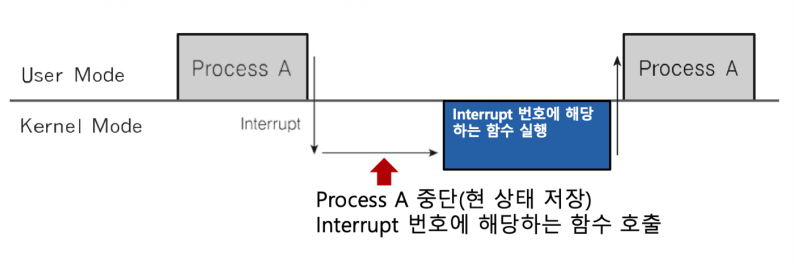 User Mode
Process A
Process A
Kernel Mode
Interrupt
Interrupt 번호에 해당
하는 함수 실행
Process A 중단(현 상태 저장)
Interrupt 번호에 해당하는 함수 호출